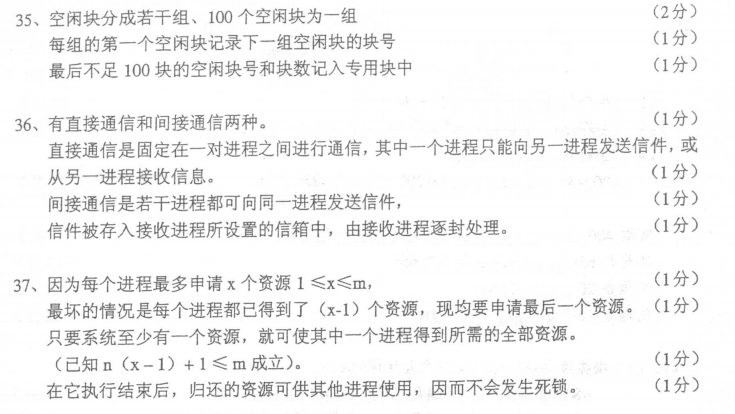 35、空闲块分成若干组、100 个空闲块为一组 （2分）
每组的第一个空闲块记录下一组空闲块的块号 （1分）
最后不足 100 块的空闲块号和块数记入专用块中 （1分）
36、有直接通信和间接通信两种。 （1分）
直接通信是固定在一对进程之间进行通信，其中一个进程只能向另一进程发送信件，或
从另一进程接收信息。 （1分）
间接通信是若干进程都可向同一进程发送信件， （1分）
信件被存入接收进程所设置的信箱中，由接收进程逐封处理。 （1分）
37、因为每个进程最多申请 x 个资源 1≤x≤m， （1分）
最坏的情况是每个进程都已得到了（x-1）个资源，现均要申请最后一个资源。 （1分）
只要系统至少有一个资源，就可使其中一个进程得到所需的全部资源。
（已知 n（x－1）+1≤m 成立）。 （1分）
在它执行结束后，归还的资源可供其他进程使用，因而不会发生死锁。 （1分）